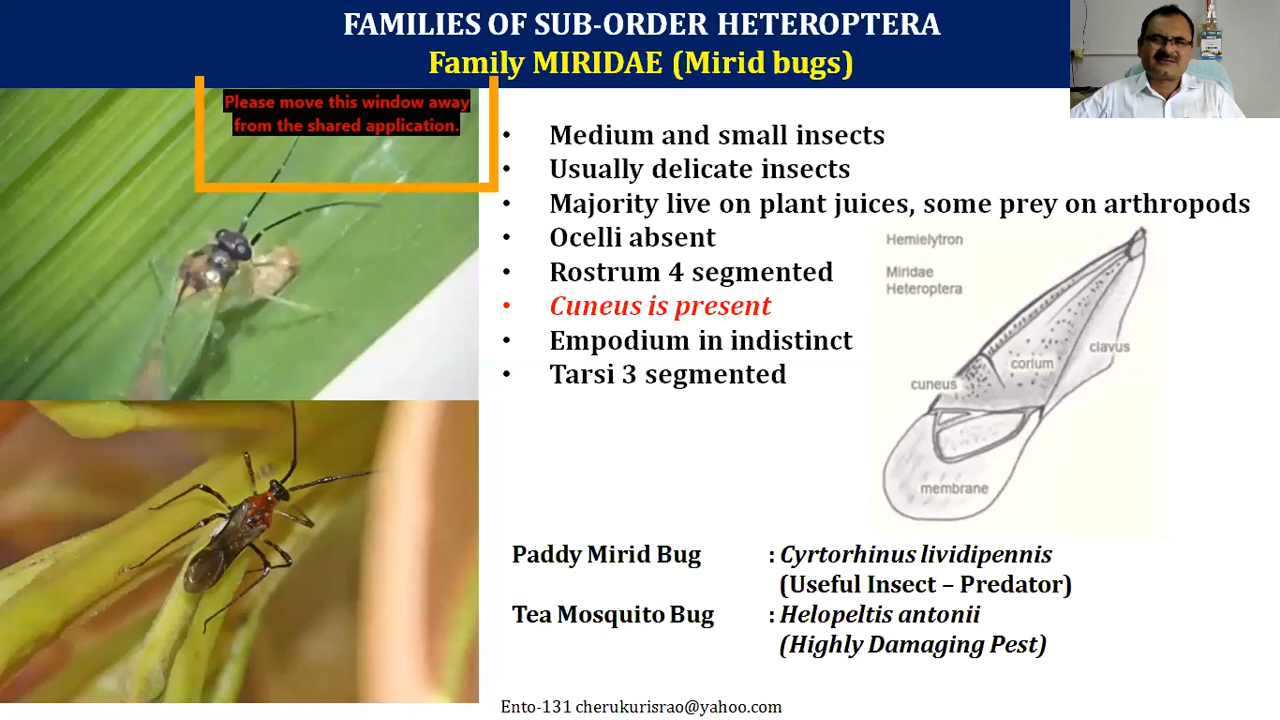 FAMILIES OF SUB-ORDER HETEROPTERA
Family MIRIDAE (Mirid bugs)
Please move this window away
from the shared application.
• Medium and small insects
• Usually delicate insects
• Majority live on plant juices, some prey on arthropods
• Ocelli absent
• Rostrum 4 segmented
• Cuneus is present
• Empodium in indistinct
• Tarsi 3 segmented
Hemielytron
Miridae
Heteroptera
clavus
corium
cuneus
membrane
Paddy Mirid Bug : Cyrtorhinus lividipennis
(Useful Insect – Predator)
Tea Mosquito Bug : Helopeltis antonii
(Highly Damaging Pest)
Ento-131 cherukurisrao@yahoo.com